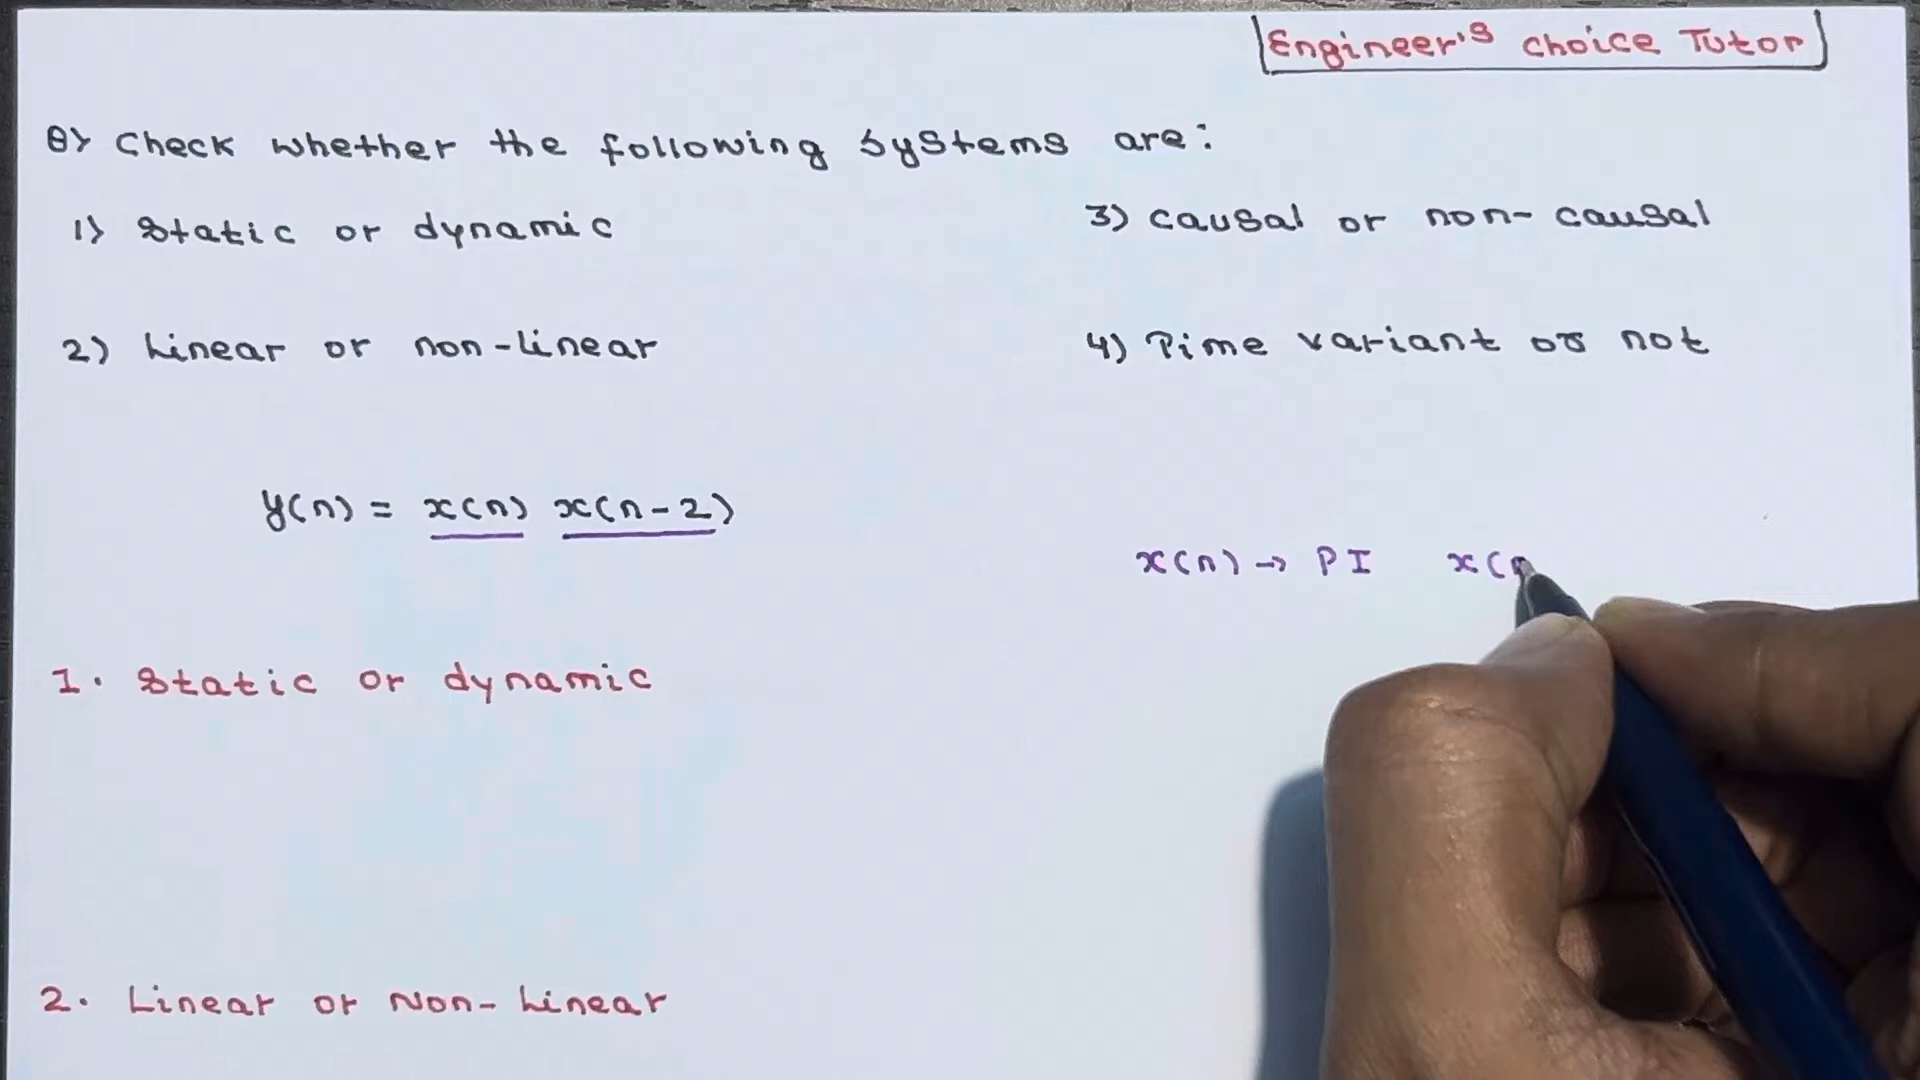 Engineer's choice Tutor
Q) Check whether the following systems are:
1) Static or dynamic
3) Causal or non-causal
2) Linear or non-linear
4) Time variant or not
y(n) = x(n) x(n-2)
x(n) → PI x(n
1. Static or dynamic
2. Linear or Non-Linear